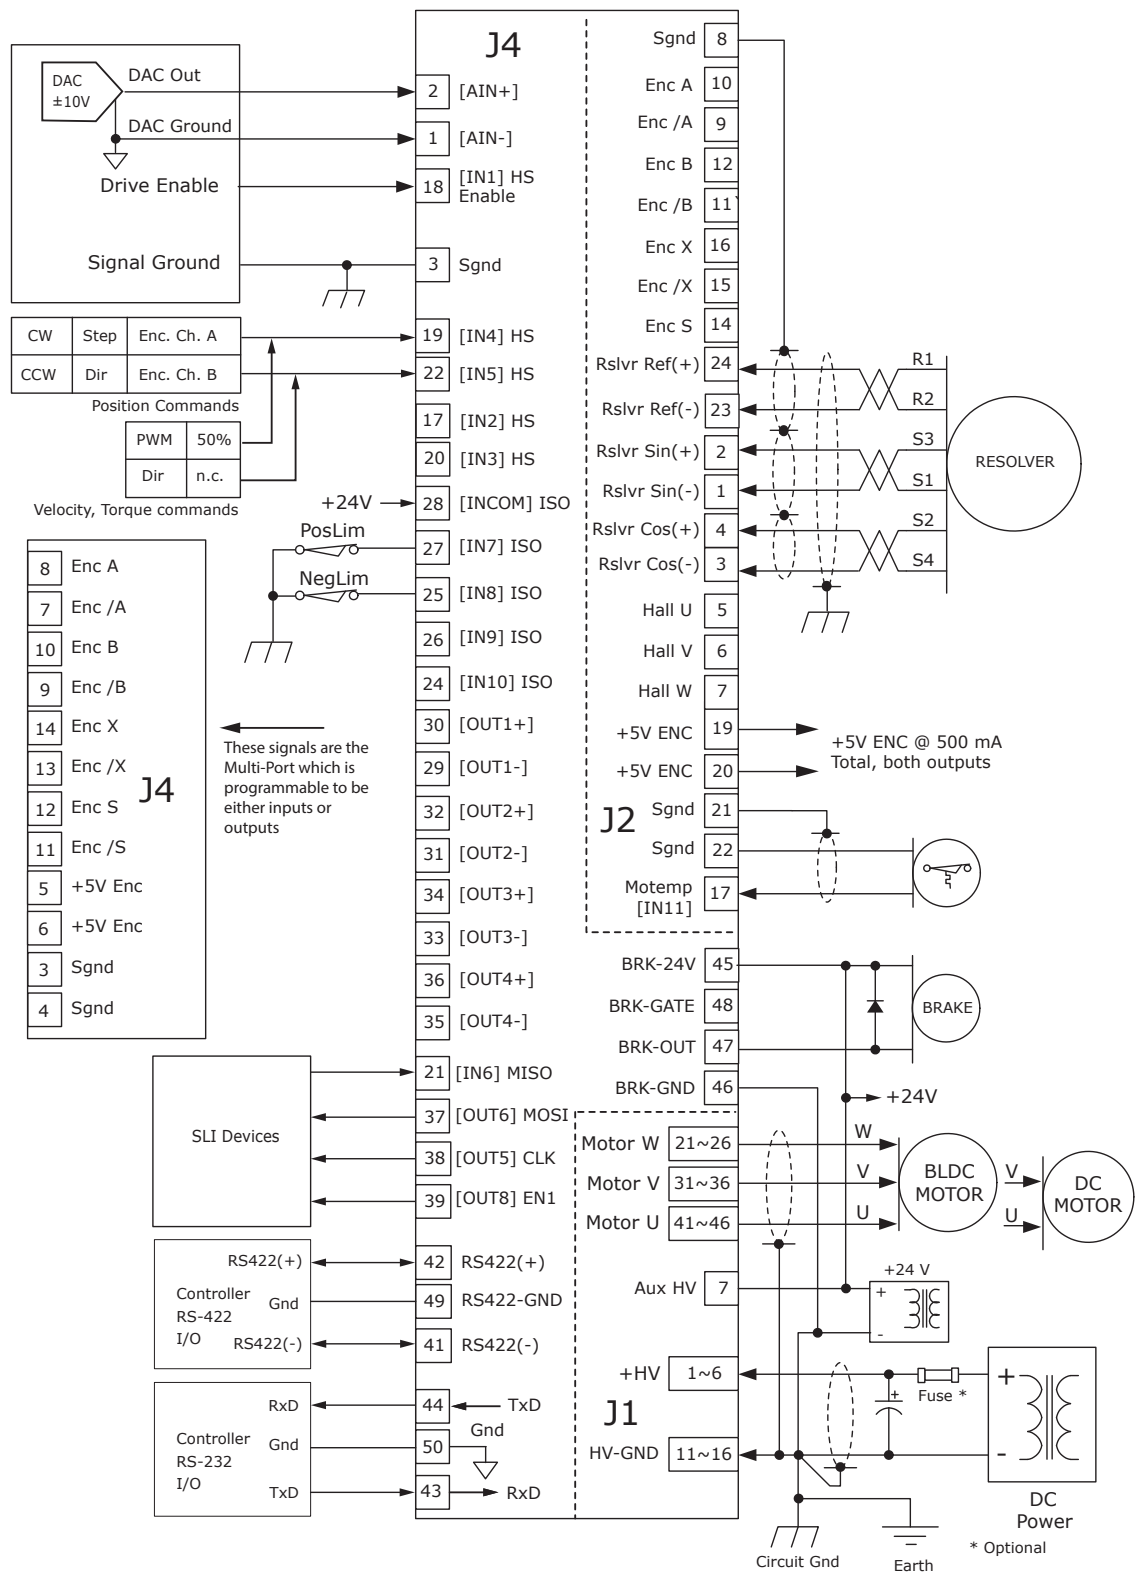 DAC
±10V
DAC Out
DAC Ground
Drive Enable
Signal Ground
J4
2 [AIN+]
1 [AIN-]
18 [IN1] HS
Enable
3 Sgnd
CW Step Enc. Ch. A
CCW Dir Enc. Ch. B
Position Commands
PWM 50%
Dir n.c.
Velocity, Torque commands
19 [IN4] HS
22 [IN5] HS
17 [IN2] HS
20 [IN3] HS
+24V 28 [INCOM] ISO
PosLim 27 [IN7] ISO
NegLim 25 [IN8] ISO
26 [IN9] ISO
24 [IN10] ISO
30 [OUT1+]
29 [OUT1-]
32 [OUT2+]
31 [OUT2-]
34 [OUT3+]
33 [OUT3-]
36 [OUT4+]
35 [OUT4-]
8 Enc A
7 Enc /A
10 Enc B
9 Enc /B
14 Enc X
13 Enc /X
12 Enc S
11 Enc /S
5 +5V Enc
6 +5V Enc
3 Sgnd
4 Sgnd
J4
These signals are the
Multi-Port which is
programmable to be
either inputs or
outputs
SLI Devices
21 [IN6] MISO
37 [OUT6] MOSI
38 [OUT5] CLK
39 [OUT8] EN1
Controller
RS-422
I/O
RS422(+) 42 RS422(+)
Gnd 49 RS422-GND
RS422(-) 41 RS422(-)
Controller
RS-232
I/O
RxD 44 TxD
Gnd 50 Gnd
TxD 43 RxD
Sgnd 8
Enc A 10
Enc /A 9
Enc B 12
Enc /B 11`
Enc X 16
Enc /X 15
Enc S 14
Rslvr Ref(+) 24 R1
Rslvr Ref(-) 23 R2
Rslvr Sin(+) 2 S3
Rslvr Sin(-) 1 S1
Rslvr Cos(+) 4 S2
Rslvr Cos(-) 3 S4
RESOLVER
Hall U 5
Hall V 6
Hall W 7
+5V ENC 19
+5V ENC 20
+5V ENC @ 500 mA
Total, both outputs
J2
Sgnd 21
Sgnd 22
Motemp
[IN11] 17
BRK-24V 45
BRK-GATE 48
BRK-OUT 47
BRK-GND 46
BRAKE
+24V
Motor W 21~26 W
Motor V 31~36 V
Motor U 41~46 U
BLDC
MOTOR
V
U
DC
MOTOR
Aux HV 7
+24 V
+
-
+HV 1~6
J1
HV-GND 11~16
+
Fuse *
+
-
DC
Power
* Optional
Circuit Gnd
Earth